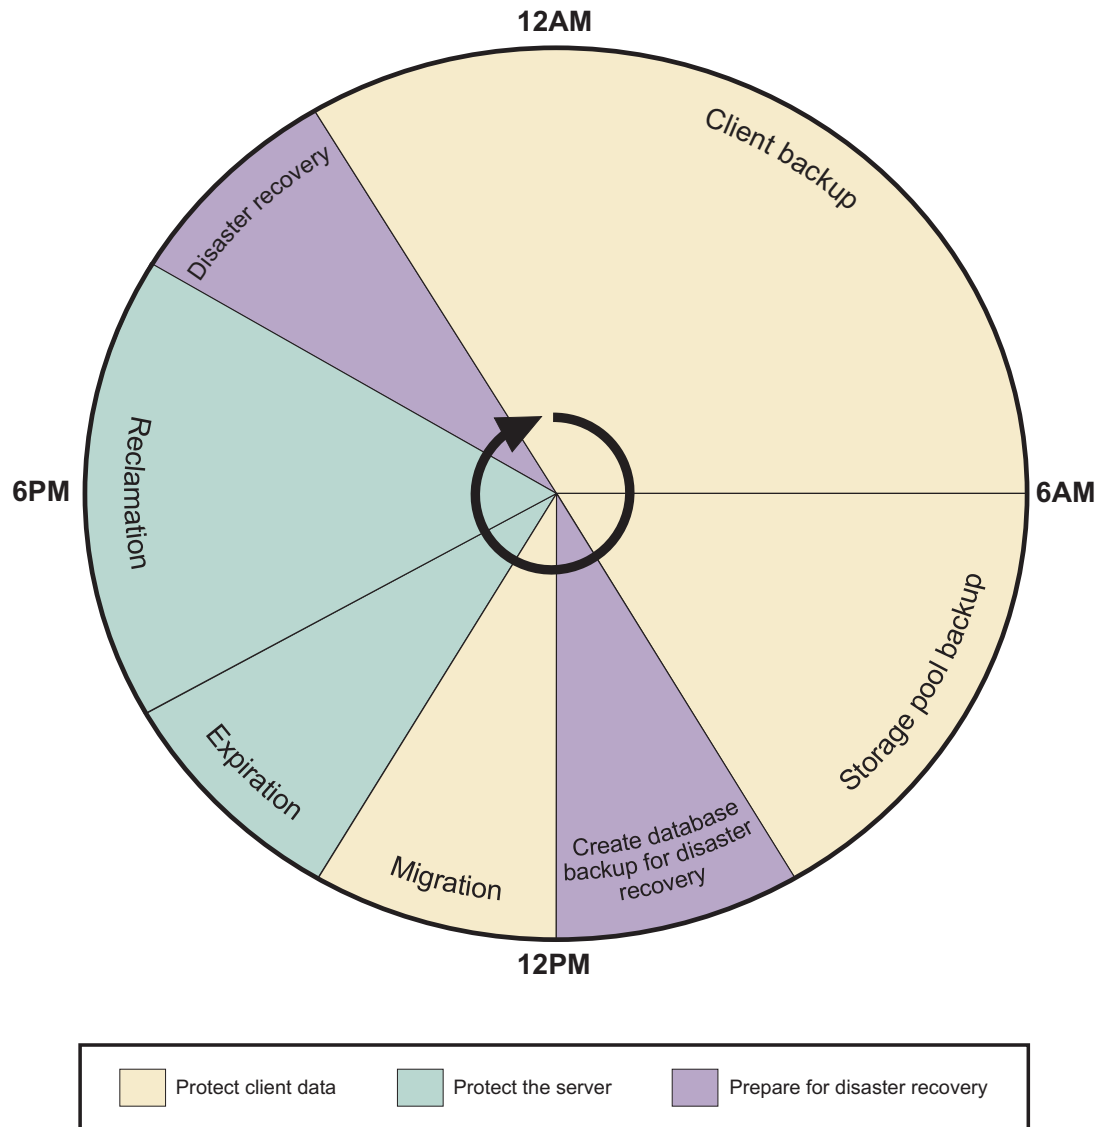 12AM
Client backup
Disaster recovery
Reclamation
6PM
6AM
Storage pool backup
Expiration
Create database
backup for disaster
recovery
Migration
12PM
Protect client data
Protect the server
Prepare for disaster recovery